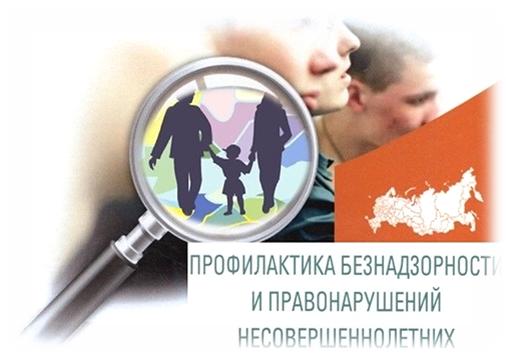 ПРОФИЛАКТИКА БЕЗНАДЗОРНОСТИ
И ПРАВОНАРУШЕНИЙ
НЕСОВЕРШЕННОЛЕТНИХ